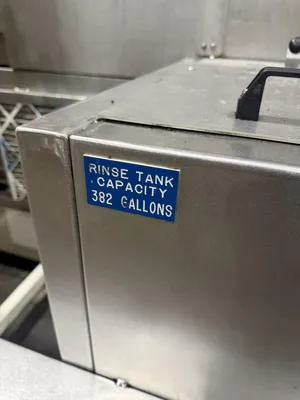 RINSE TANK
CAPACITY
382 GALLONS